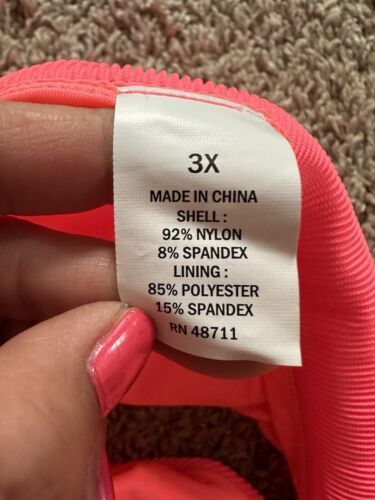 3X
MADE IN CHINA
SHELL :
92% NYLON
8% SPANDEX
LINING :
85% POLYESTER
15% SPANDEX
RN 48711